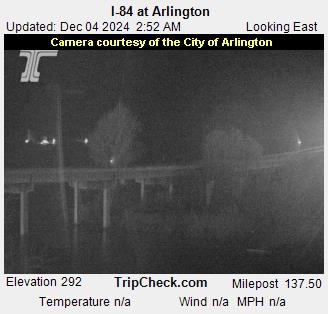 I-84 at Arlington
Updated: Dec 04 2024 2:52 AM Looking East
Camera courtesy of the City of Arlington
Elevation 292 TripCheck.com Milepost 137.50
Temperature n/a Wind n/a MPH n/a